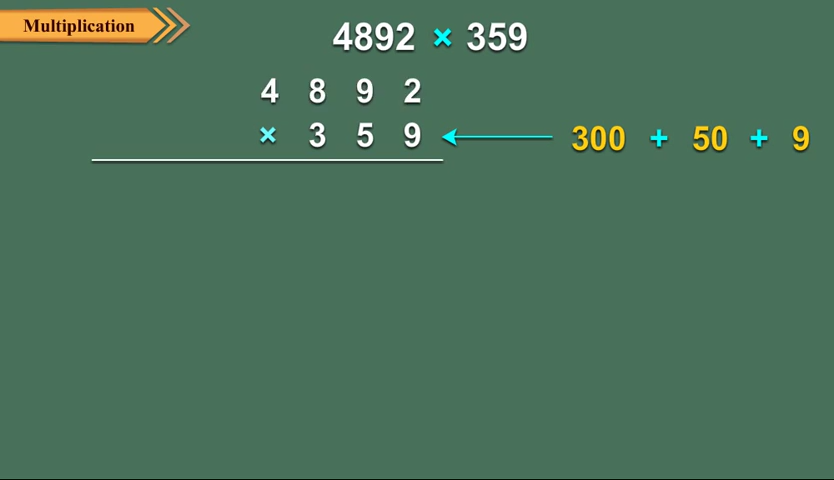 Multiplication
4892 × 359
4 8 9 2
× 3 5 9
300 + 50 + 9